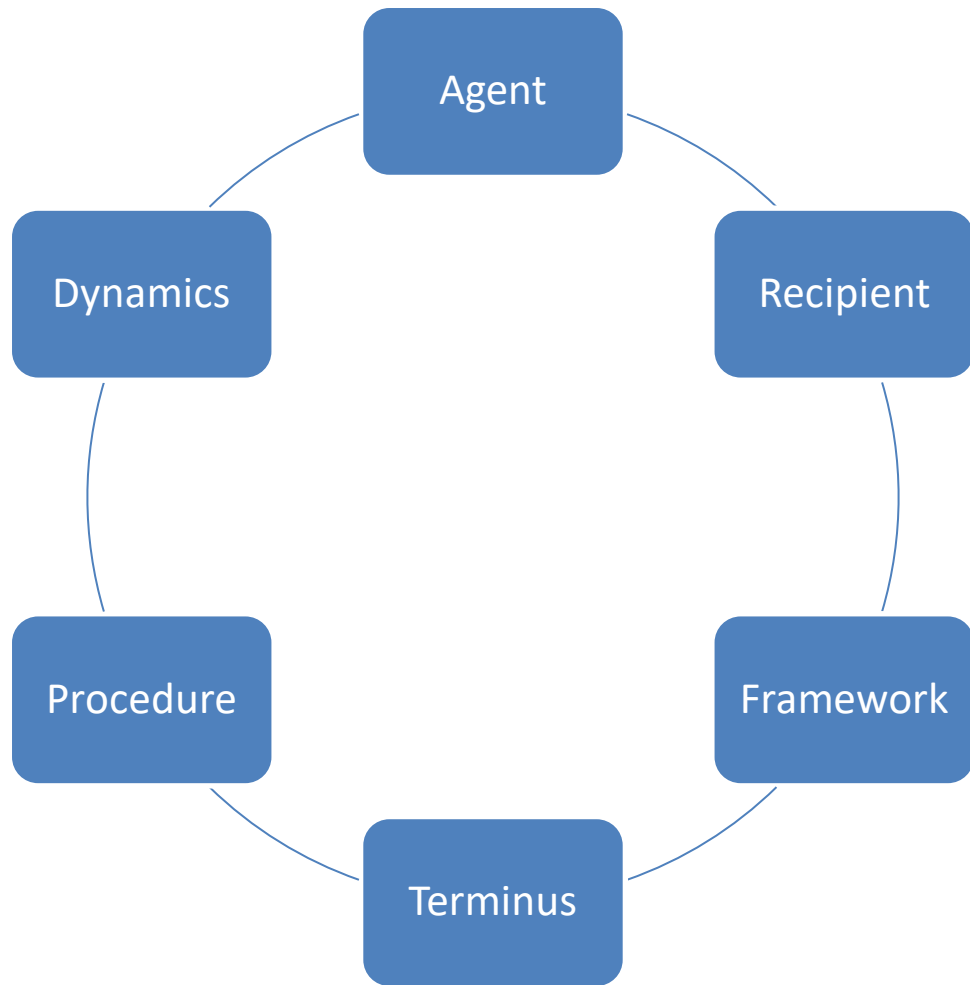 Agent
Recipient
Framework
Terminus
Procedure
Dynamics